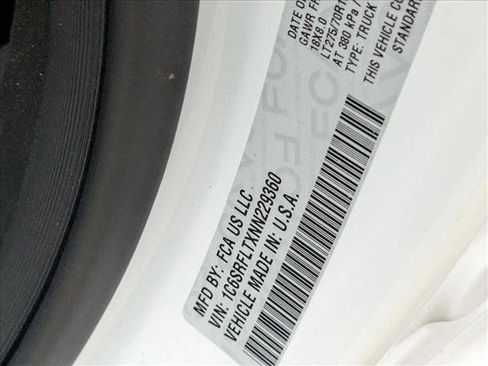 DATE O
GAWR FR
18X8.0
LT275/70R1
AT 380 kPa /
TYPE: TRUCK
THIS VEHICLE CO
STANDAR
MFD BY: FCA US LLC
VIN: 1C6SRFLTXNN229360
VEHICLE MADE IN: U.S.A.